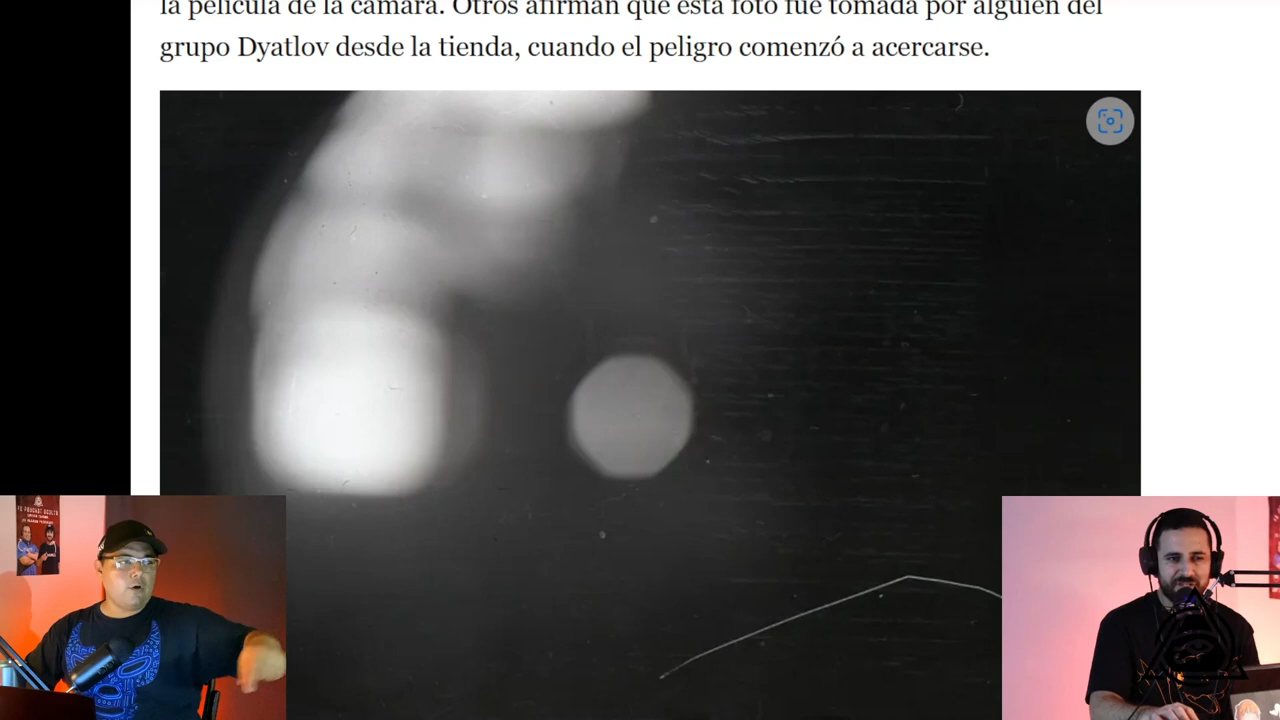 la película de la cámara. Otros afirman que esta foto fue tomada por alguien del
grupo Dyatlov desde la tienda, cuando el peligro comenzó a acercarse.